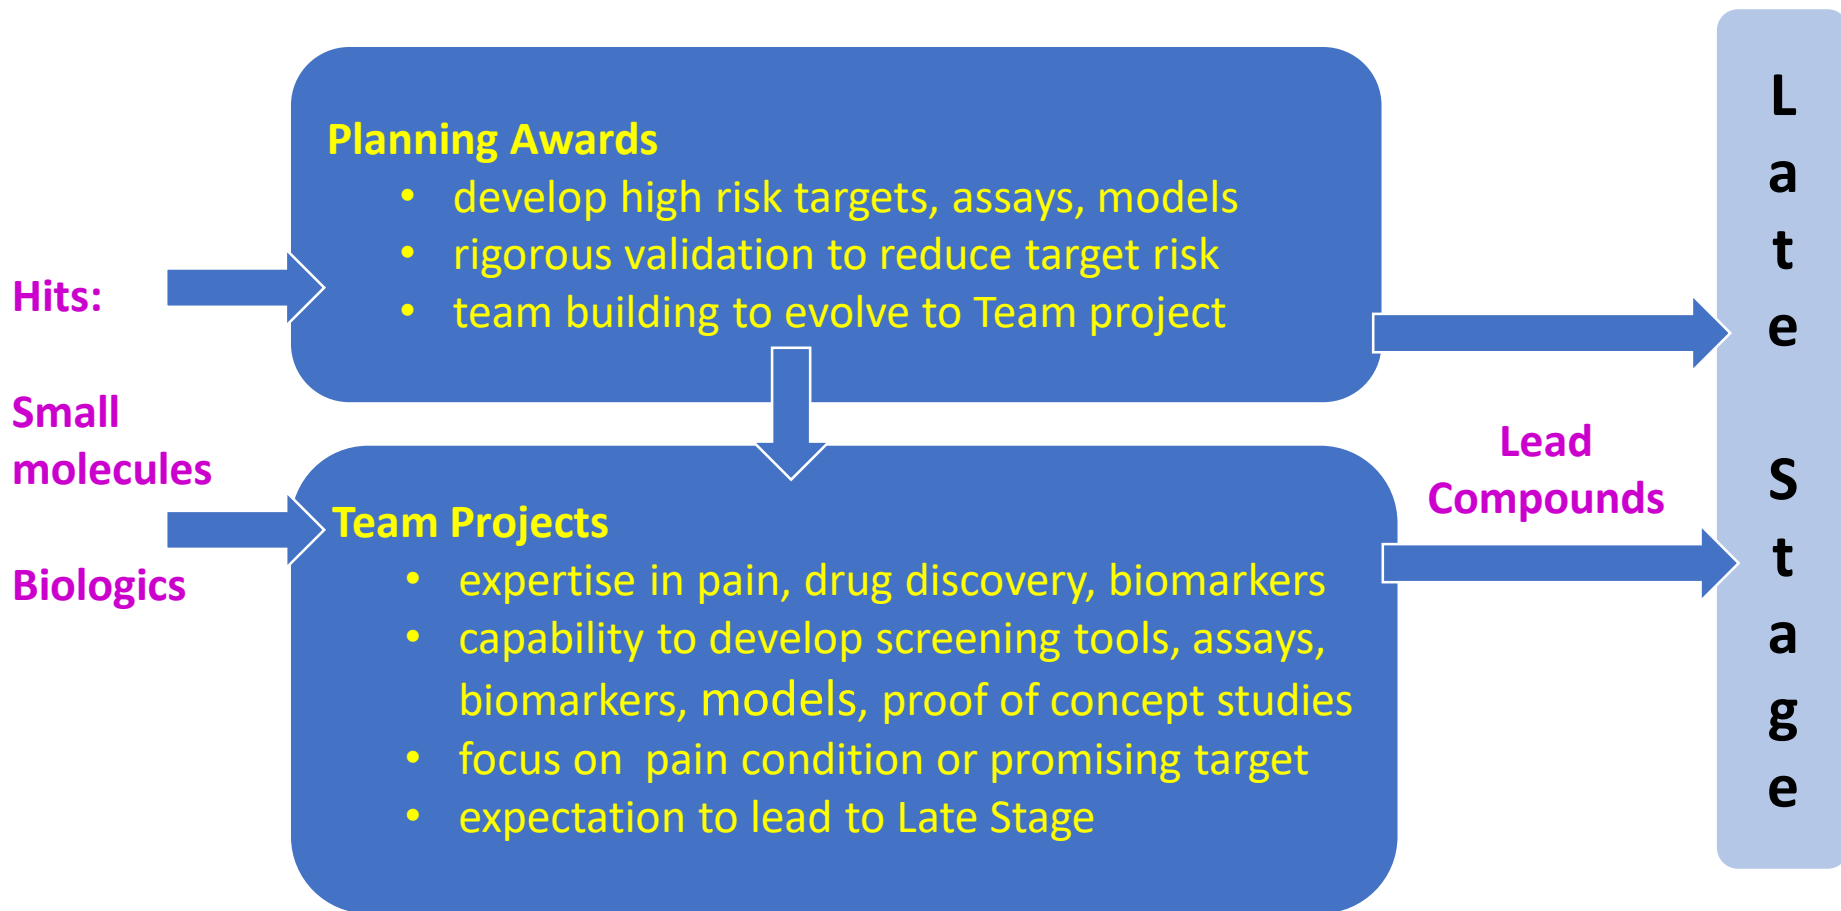 Hits:
Small
molecules
Biologics
Planning Awards
• develop high risk targets, assays, models
• rigorous validation to reduce target risk
• team building to evolve to Team project
Team Projects
• expertise in pain, drug discovery, biomarkers
• capability to develop screening tools, assays,
biomarkers, models, proof of concept studies
• focus on  pain condition or promising target
• expectation to lead to Late Stage
Lead
Compounds
L
a
t
e
S
t
a
g
e